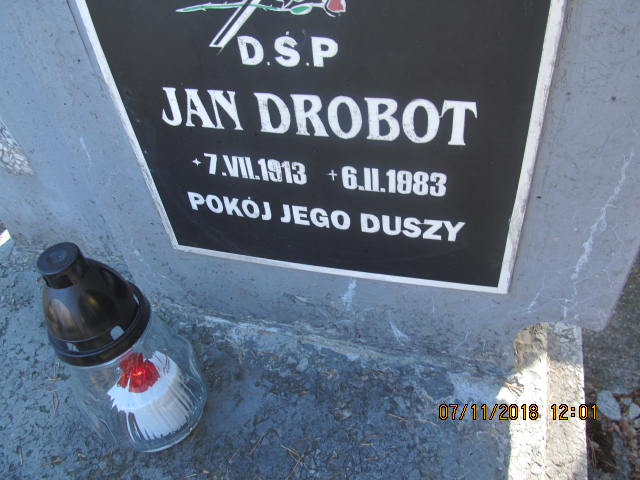 D.Ś.P
JAN DROBOT
+7.VII.1913 +6.II.1983
POKÓJ JEGO DUSZY
07/11/2018 12:01